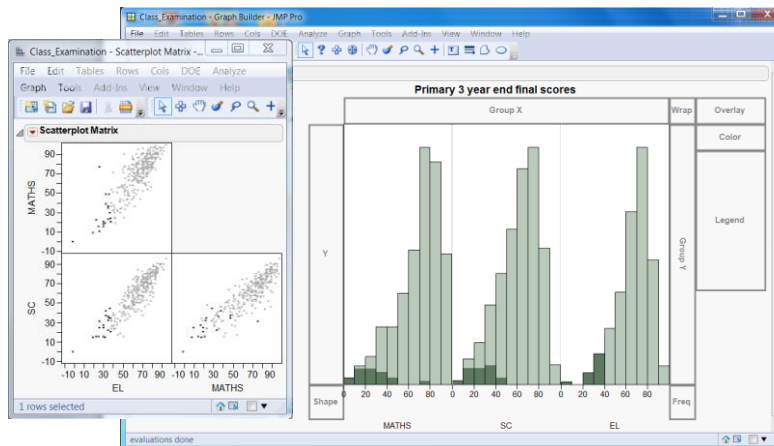 Class_Examination - Graph Builder - JMP Pro
File Edit Tables Rows Cols DOE Analyze Graph Tools Add-Ins View Window Help
Class_Examination - Scatterplot Matrix -...
File Edit Tables Rows Cols DOE Analyze
Graph Tools Add-Ins View Window Help
Scatterplot Matrix
MATHS
90
70
50
30
10
-10
SC
90
70
50
30
10
-10
-10 10 30 50 70 90 -10 10 30 50 70 90
EL MATHS
1 rows selected
Primary 3 year end final scores
Group X Wrap Overlay
Color
Legend
Y
Group Y
Shape
Freq
0 20 40 60 80 0 20 40 60 80 0 20 40 60 80
MATHS SC EL
evaluations done